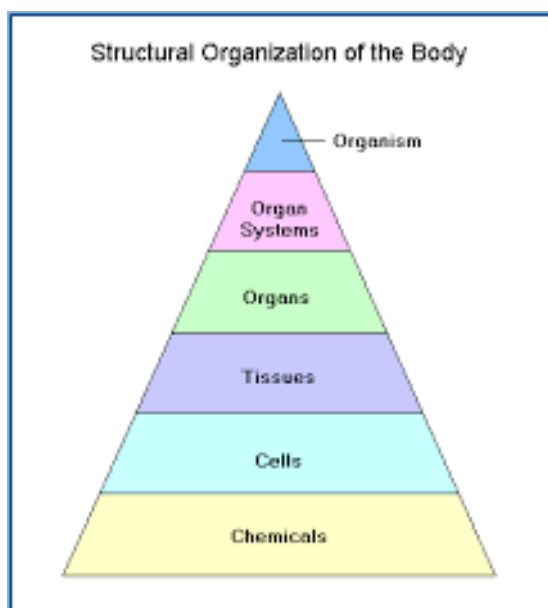 Structural Organization of the Body
Organism
Organ
Systems
Organs
Tissues
Cells
Chemicals